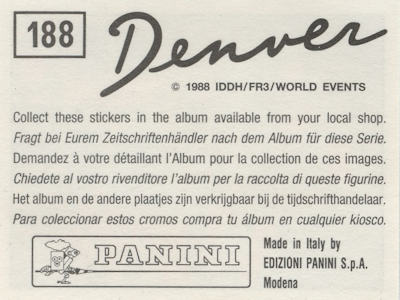 188
Denver
© 1988 IDDH/FR3/WORLD EVENTS
Collect these stickers in the album available from your local shop.
Fragt bei Eurem Zeitschriftenhändler nach dem Album für diese Serie.
Demandez à votre détaillant l'Album pour la collection de ces images.
Chiedete al vostro rivenditore l'album per la raccolta di queste figurine.
Het album en de andere plaatjes zijn verkrijgbaar bij de tijdschrifthandelaar.
Para coleccionar estos cromos compra tu álbum en cualquier kiosco.
PANINI
Made in Italy by
EDIZIONI PANINI S.p.A.
Modena